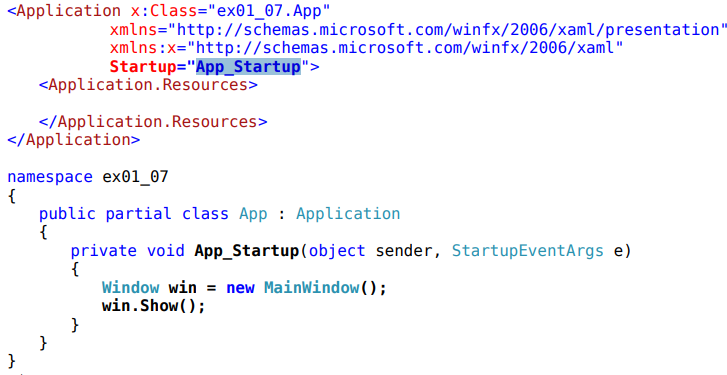 <Application x:Class="ex01_07.App"
xmlns="http://schemas.microsoft.com/winfx/2006/xaml/presentation"
xmlns:x="http://schemas.microsoft.com/winfx/2006/xaml"
Startup="App_Startup">
<Application.Resources>
</Application.Resources>
</Application>
namespace ex01_07
{
public partial class App : Application
{
private void App_Startup(object sender, StartupEventArgs e)
{
Window win = new MainWindow();
win.Show();
}
}
}